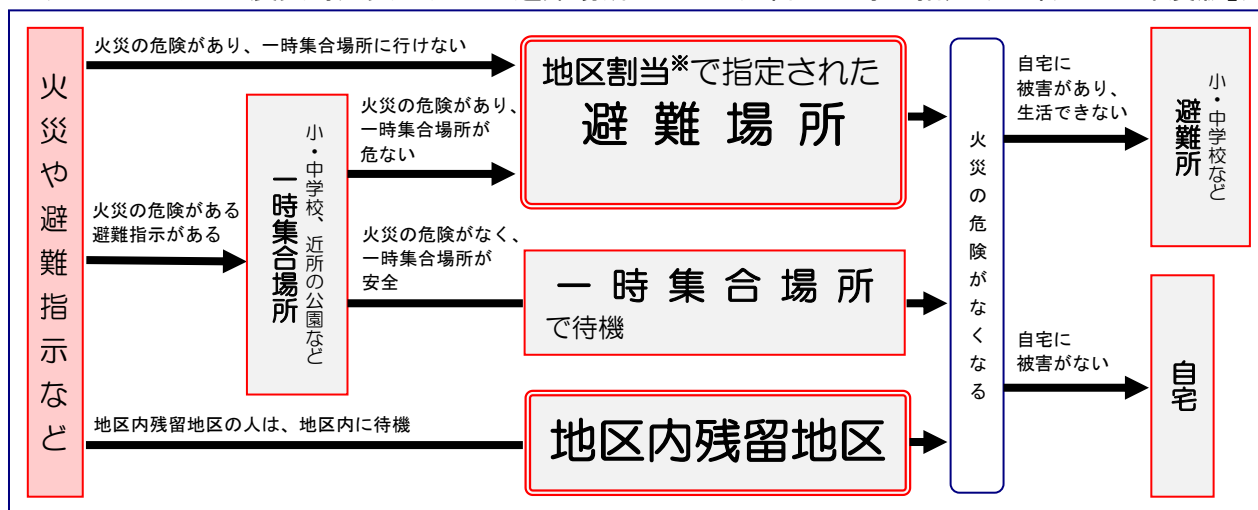 火災や避難指示など
火災の危険があり、一時集合場所に行けない
火災の危険がある
避難指示がある
地区内残留地区の人は、地区内に待機
小・中学校、近所の公園など
一時集合場所
火災の危険があり、
一時集合場所が
危ない
火災の危険がなく、
一時集合場所が
安全
地区割当※で指定された
避難場所
一時集合場所
で待機
地区内残留地区
火災の危険がなくなる
自宅に
被害があり、
生活できない
自宅に
被害がない
小・中学校など
避難所
自宅